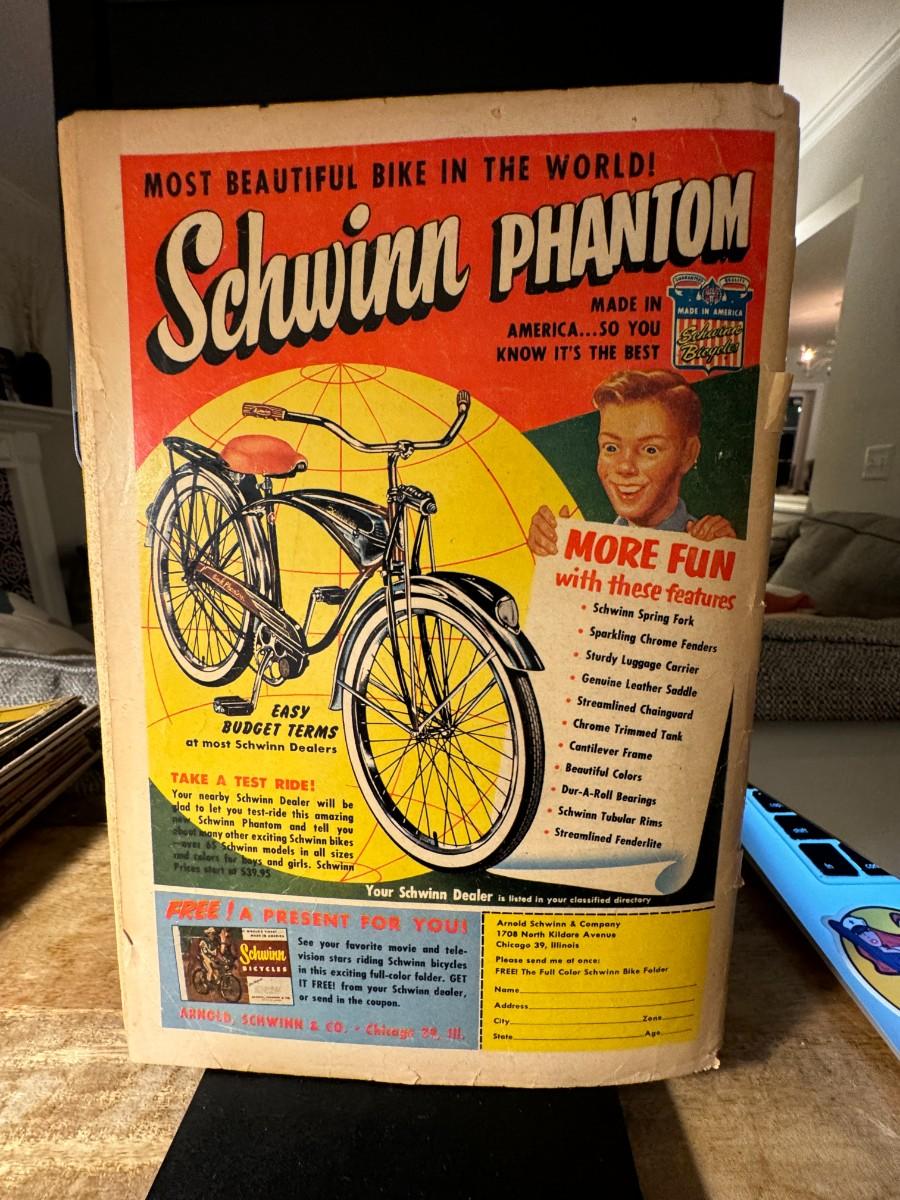 MOST BEAUTIFUL BIKE IN THE WORLD!
Schwinn PHANTOM
MADE IN
AMERICA...SO YOU
KNOW IT'S THE BEST
GUARANTEED QUALITY
MADE IN AMERICA
Schwinn
Bicycles
MORE FUN
with these features
• Schwinn Spring Fork
• Sparkling Chrome Fenders
• Sturdy Luggage Carrier
• Genuine Leather Saddle
• Streamlined Chainguard
• Chrome Trimmed Tank
• Cantilever Frame
• Beautiful Colors
• Dur-A-Roll Bearings
• Schwinn Tubular Rims
• Streamlined Fenderlite
EASY
BUDGET TERMS
at most Schwinn Dealers
TAKE A TEST RIDE!
Your nearby Schwinn Dealer will be
glad to let you test-ride this amazing
new Schwinn Phantom and tell you
about many other exciting Schwinn bikes
—over 65 Schwinn models in all sizes
and colors for boys and girls. Schwinn
Prices start at $39.95
Your Schwinn Dealer is listed in your classified directory
FREE! A PRESENT FOR YOU!
Schwinn
BICYCLES
See your favorite movie and tele-
vision stars riding Schwinn bicycles
in this exciting full-color folder. GET
IT FREE! from your Schwinn dealer,
or send in the coupon.
ARNOLD, SCHWINN & CO. • Chicago 39, Ill.
Arnold Schwinn & Company
1708 North Kildare Avenue
Chicago 39, Illinois
Please send me at once:
FREE! The Full Color Schwinn Bike Folder
Name
Address
City Zone
State Age